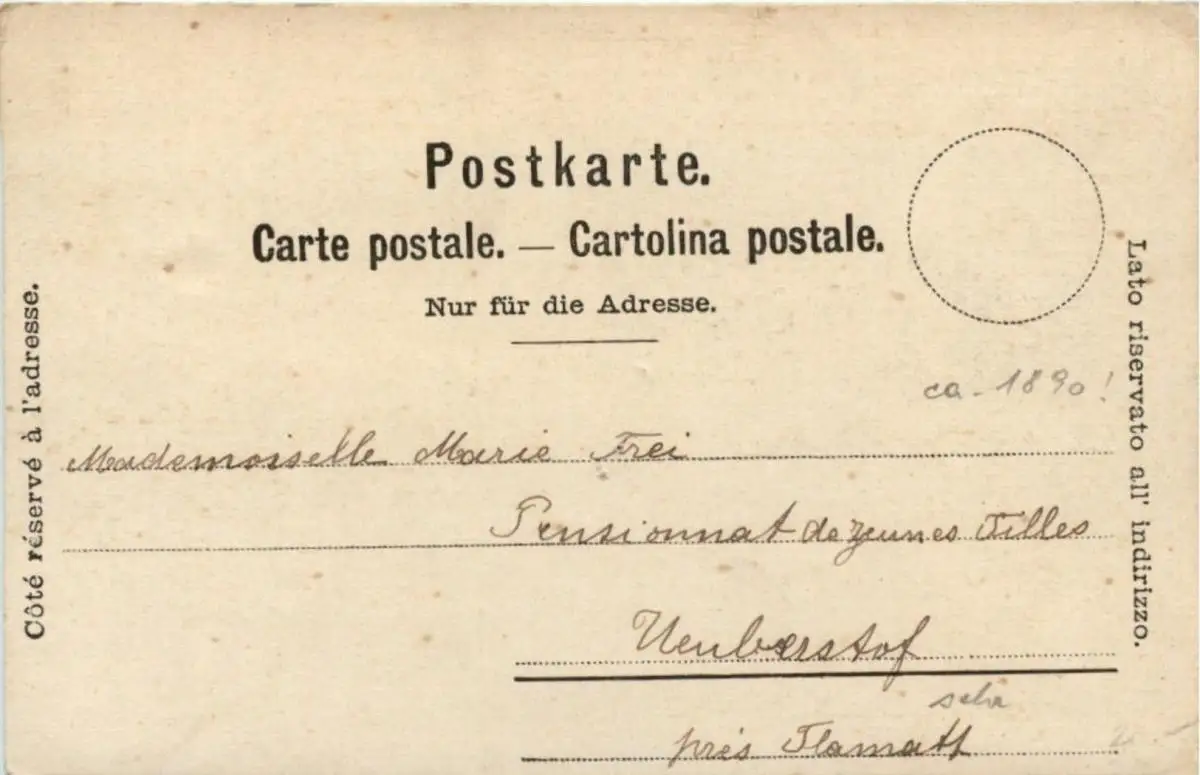 Postkarte.
Carte postale. — Cartolina postale.
Nur für die Adresse.
Côté réservé à l'adresse.
Lato riservato all' indirizzo.
ca. 1890!
Mademoiselle Marie Frei
Pensionnat de jeunes Filles
Ueuberstof
près Flamatt